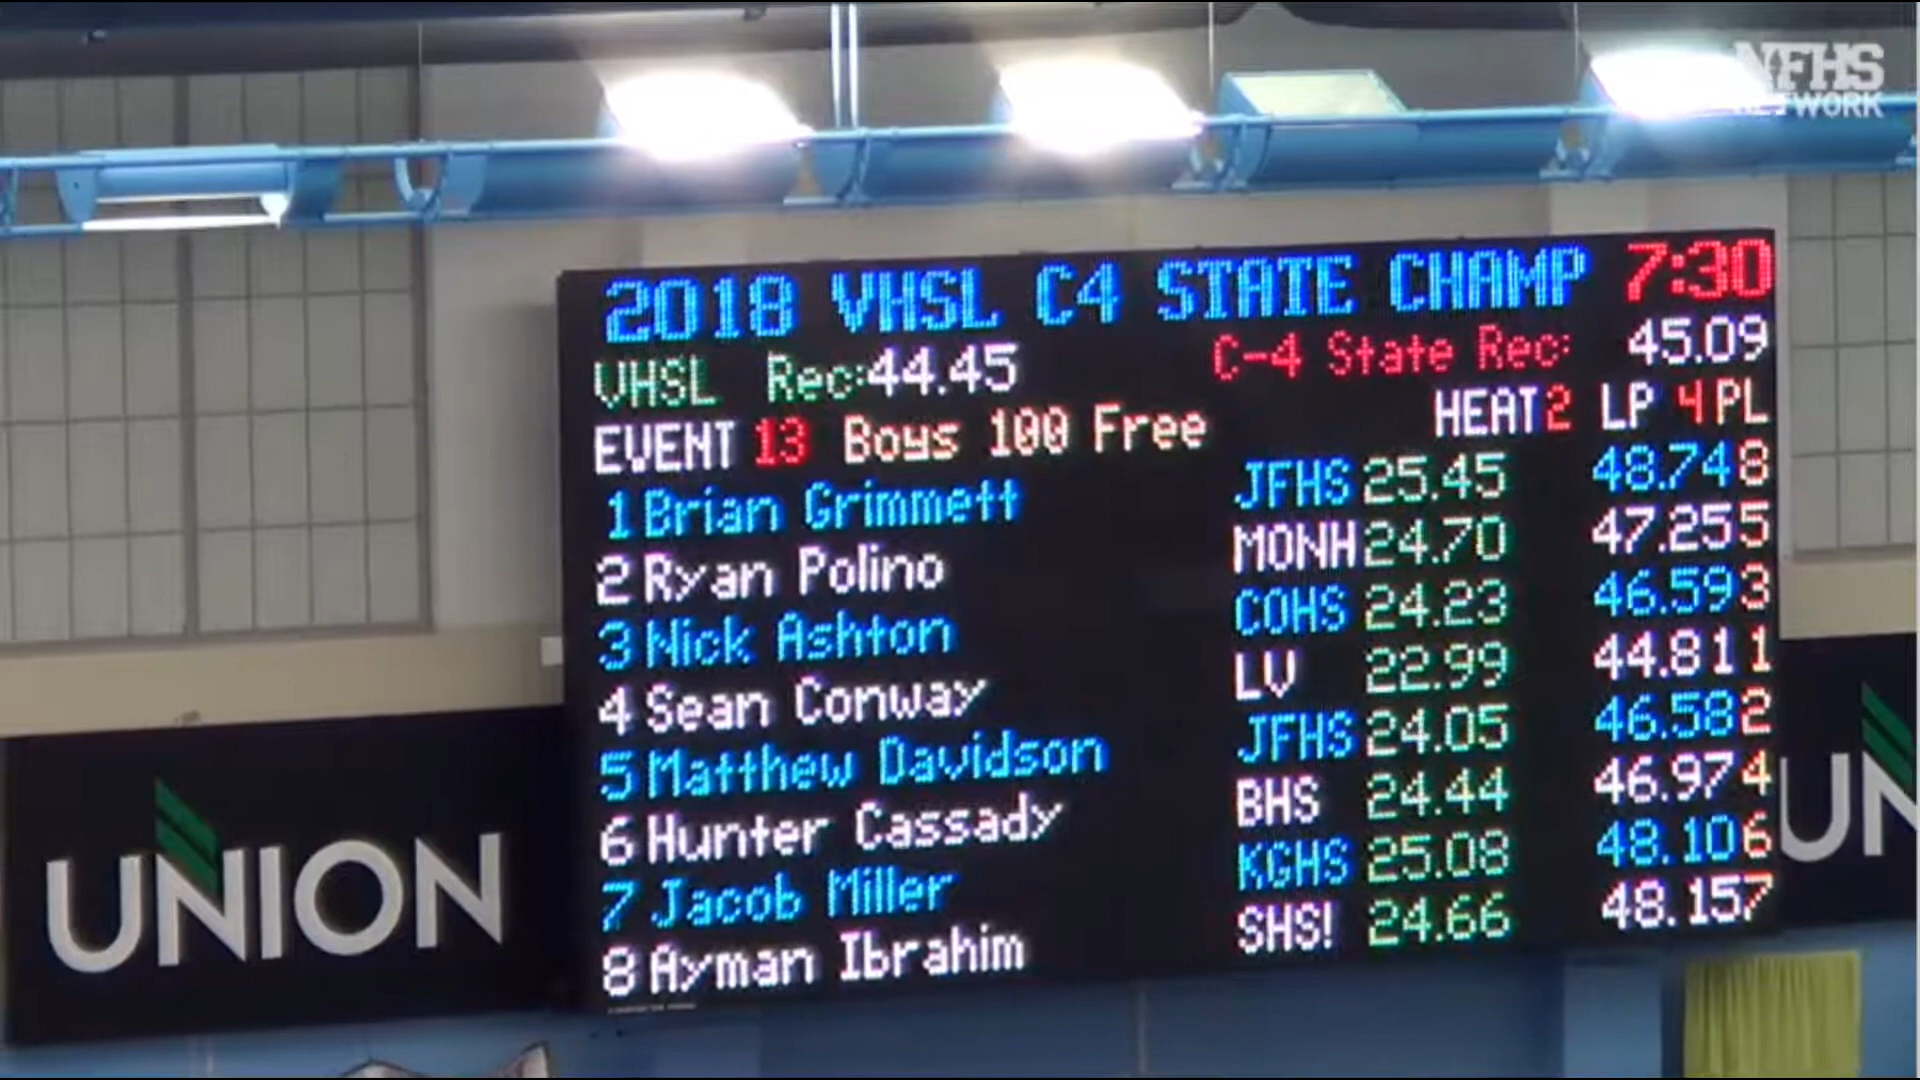 NFHS
NETWORK
2018 VHSL C4 STATE CHAMP 7:30
VHSL Rec:44.45 C-4 State Rec: 45.09
EVENT 13 Boys 100 Free HEAT 2 LP 4 PL
1 Brian Grimmett JFHS 25.45 48.74 8
2 Ryan Polino MONH 24.70 47.25 5
3 Nick Ashton COHS 24.23 46.59 3
4 Sean Conway LV 22.99 44.81 1
5 Matthew Davidson JFHS 24.05 46.58 2
6 Hunter Cassady BHS 24.44 46.97 4
7 Jacob Miller KGHS 25.08 48.10 6
8 Ayman Ibrahim SHS! 24.66 48.15 7
UNION
UN